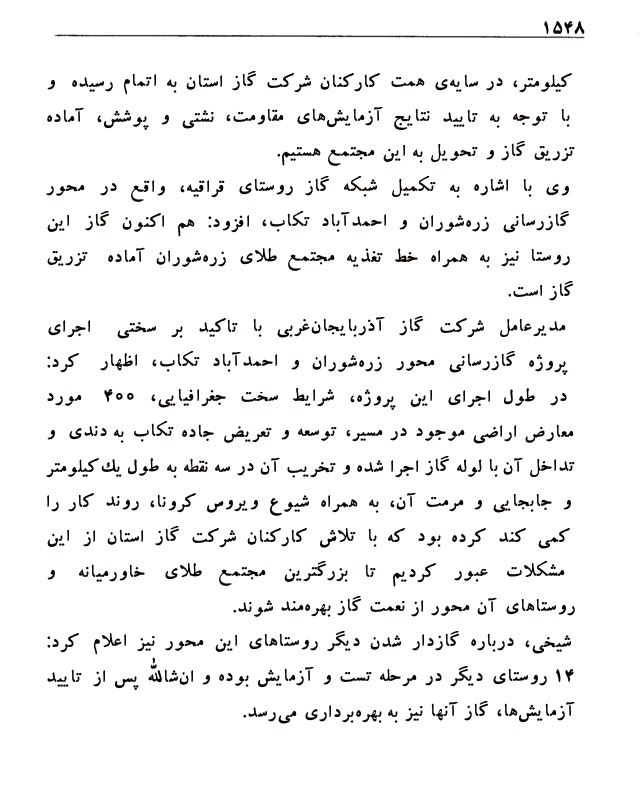 ۱۵۴۸
کیلومتر، در سایه‌ی همت کارکنان شرکت گاز استان به اتمام رسیده و
با توجه به تایید نتایج آزمایش‌های مقاومت، نشتی و پوشش، آماده
تزریق گاز و تحویل به این مجتمع هستیم.
وی با اشاره به تکمیل شبکه گاز روستای قراقیه، واقع در محور
گازرسانی زره‌شوران و احمدآباد تکاب، افزود: هم اکنون گاز این
روستا نیز به همراه خط تغذیه مجتمع طلای زره‌شوران آماده تزریق
گاز است.
مدیرعامل شرکت گاز آذربایجان‌غربی با تاکید بر سختی اجرای
پروژه گازرسانی محور زره‌شوران و احمدآباد تکاب، اظهار کرد:
در طول اجرای این پروژه، شرایط سخت جغرافیایی، ۴۰۰ مورد
معارض اراضی موجود در مسیر، توسعه و تعریض جاده تکاب به دندی و
تداخل آن با لوله گاز اجرا شده و تخریب آن در سه نقطه به طول یك کیلومتر
و جابجایی و مرمت آن، به همراه شیوع ویروس کرونا، روند کار را
کمی کند کرده بود که با تلاش کارکنان شرکت گاز استان از این
مشکلات عبور کردیم تا بزرگترین مجتمع طلای خاورمیانه و
روستاهای آن محور از نعمت گاز بهره‌مند شوند.
شیخی، درباره گازدار شدن دیگر روستاهای این محور نیز اعلام کرد:
۱۴ روستای دیگر در مرحله تست و آزمایش بوده و ان‌شالله پس از تایید
آزمایش‌ها، گاز آنها نیز به بهره‌برداری می‌رسد.